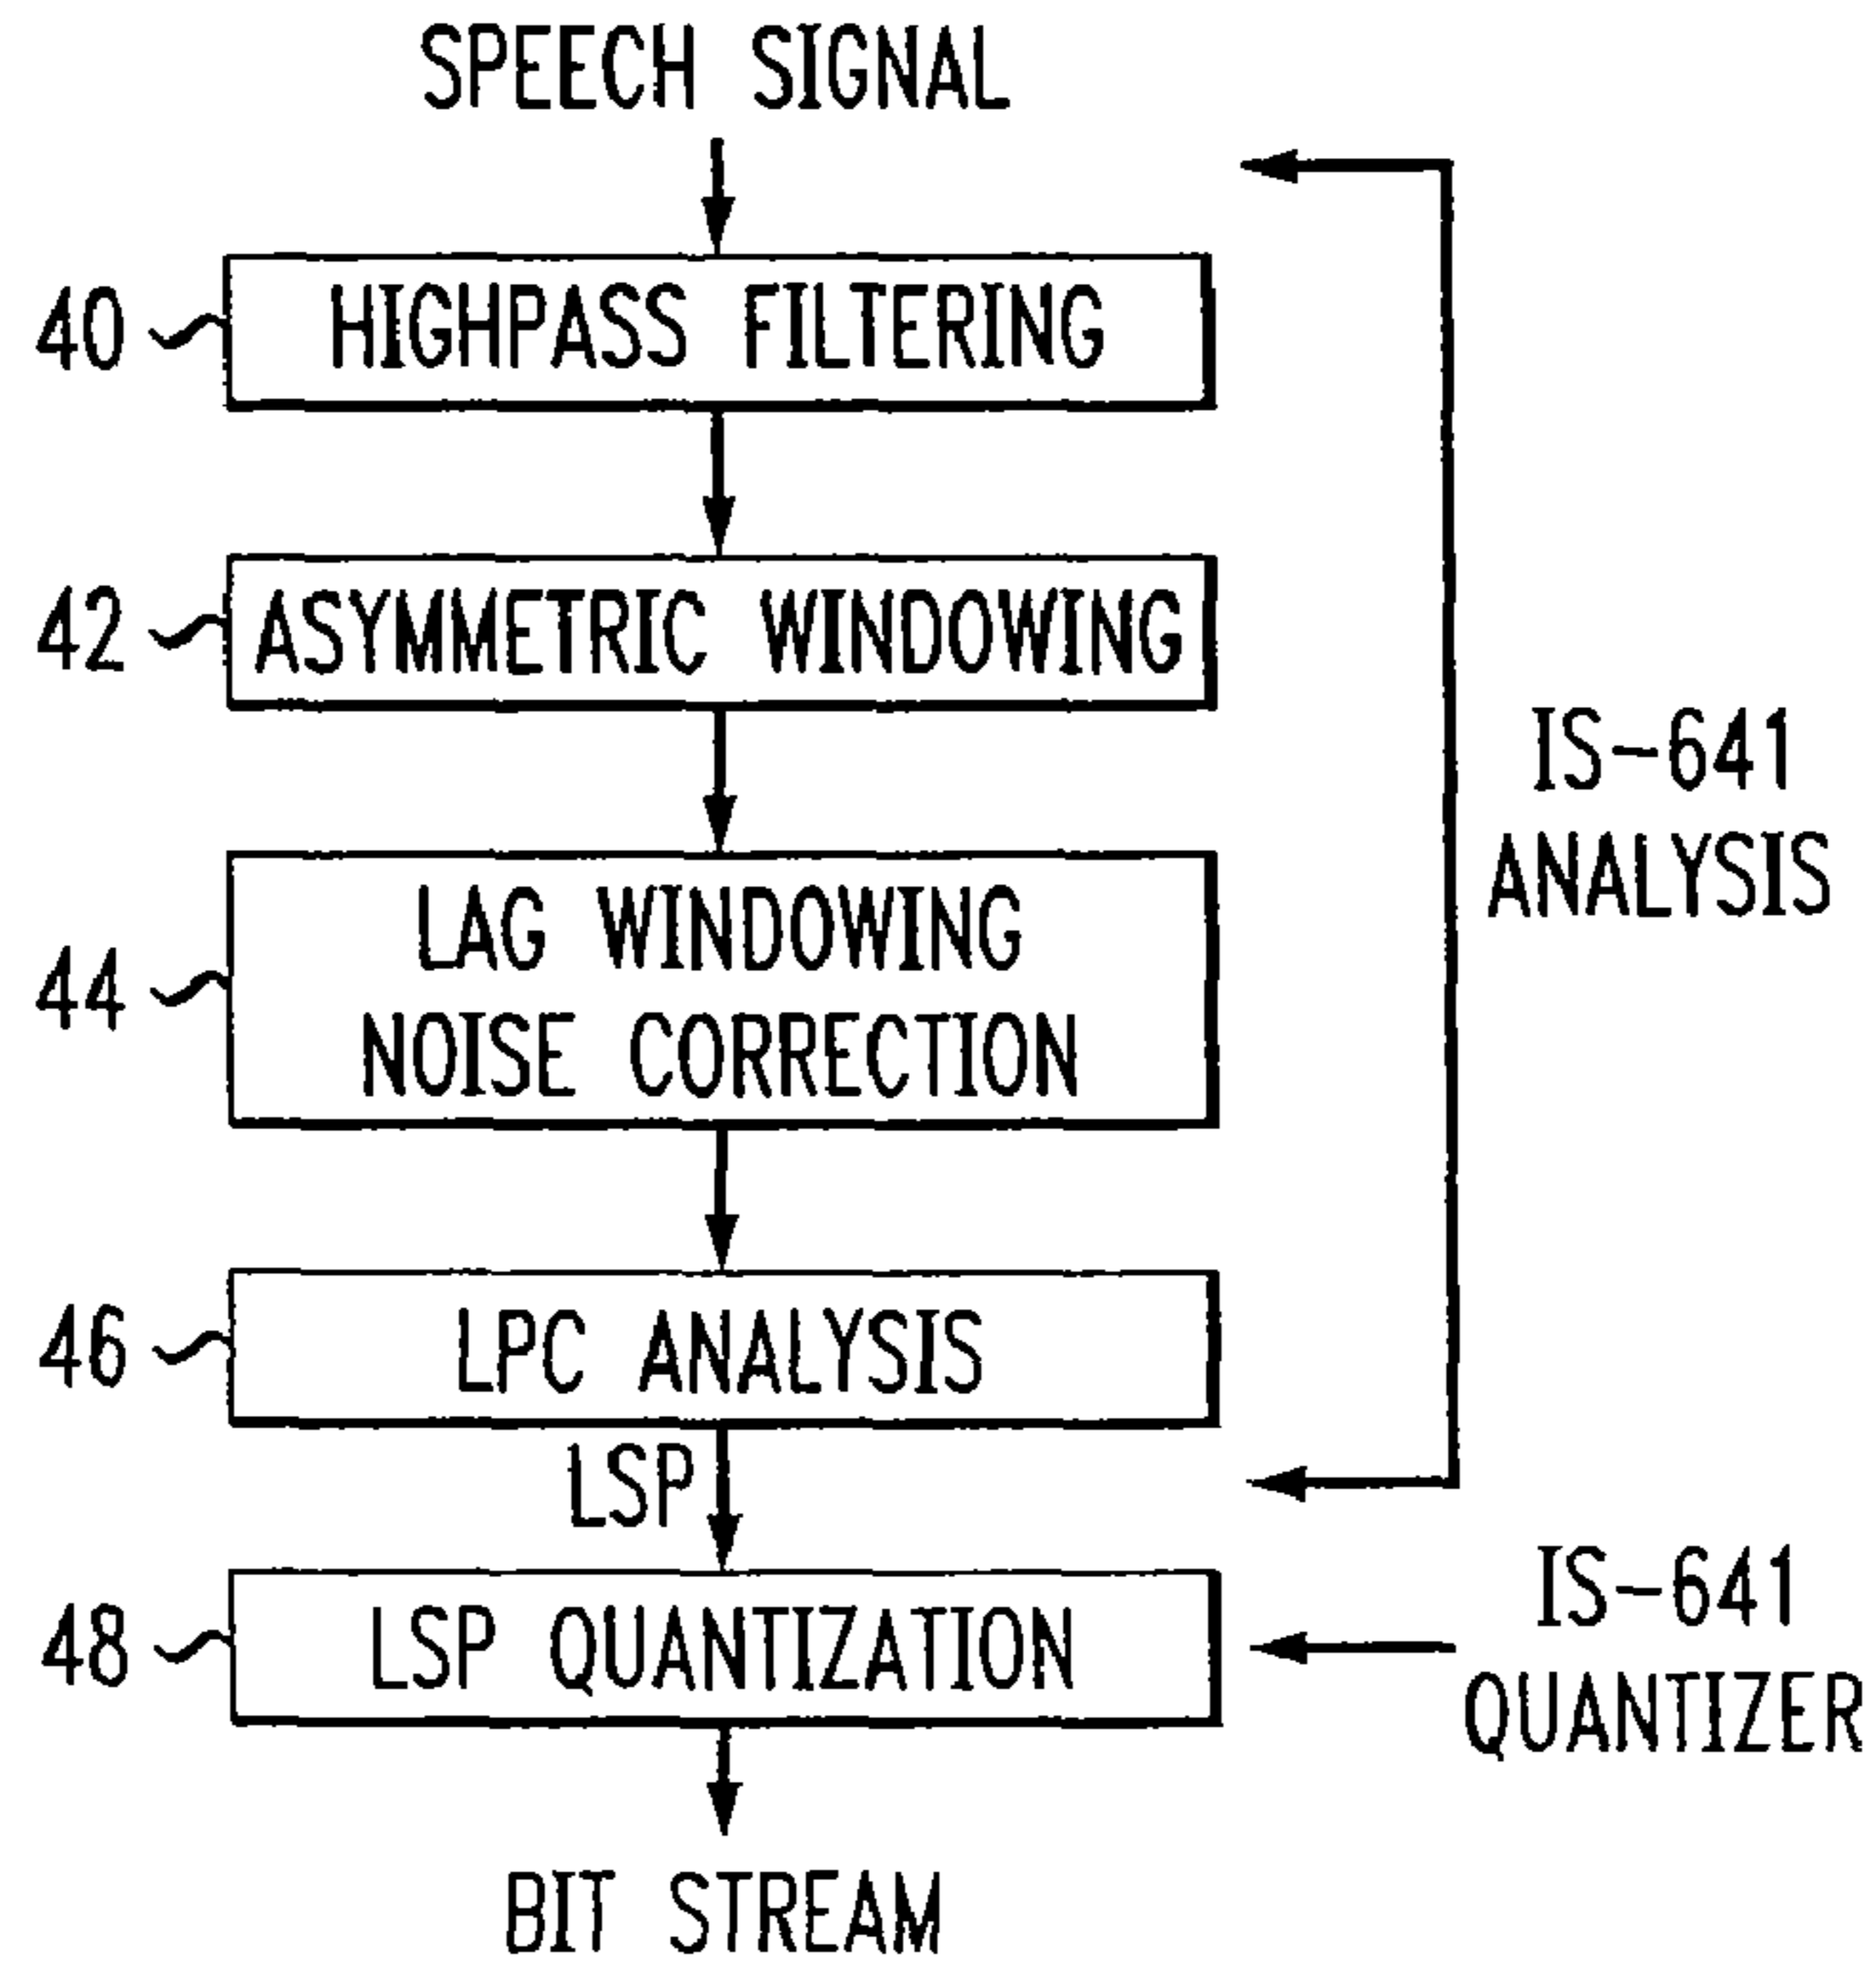 SPEECH SIGNAL
40
HIGHPASS FILTERING
42
ASYMMETRIC WINDOWING
IS-641
ANALYSIS
44
LAG WINDOWING
NOISE CORRECTION
46
LPC ANALYSIS
LSP
48
LSP QUANTIZATION
IS-641
QUANTIZER
BIT STREAM